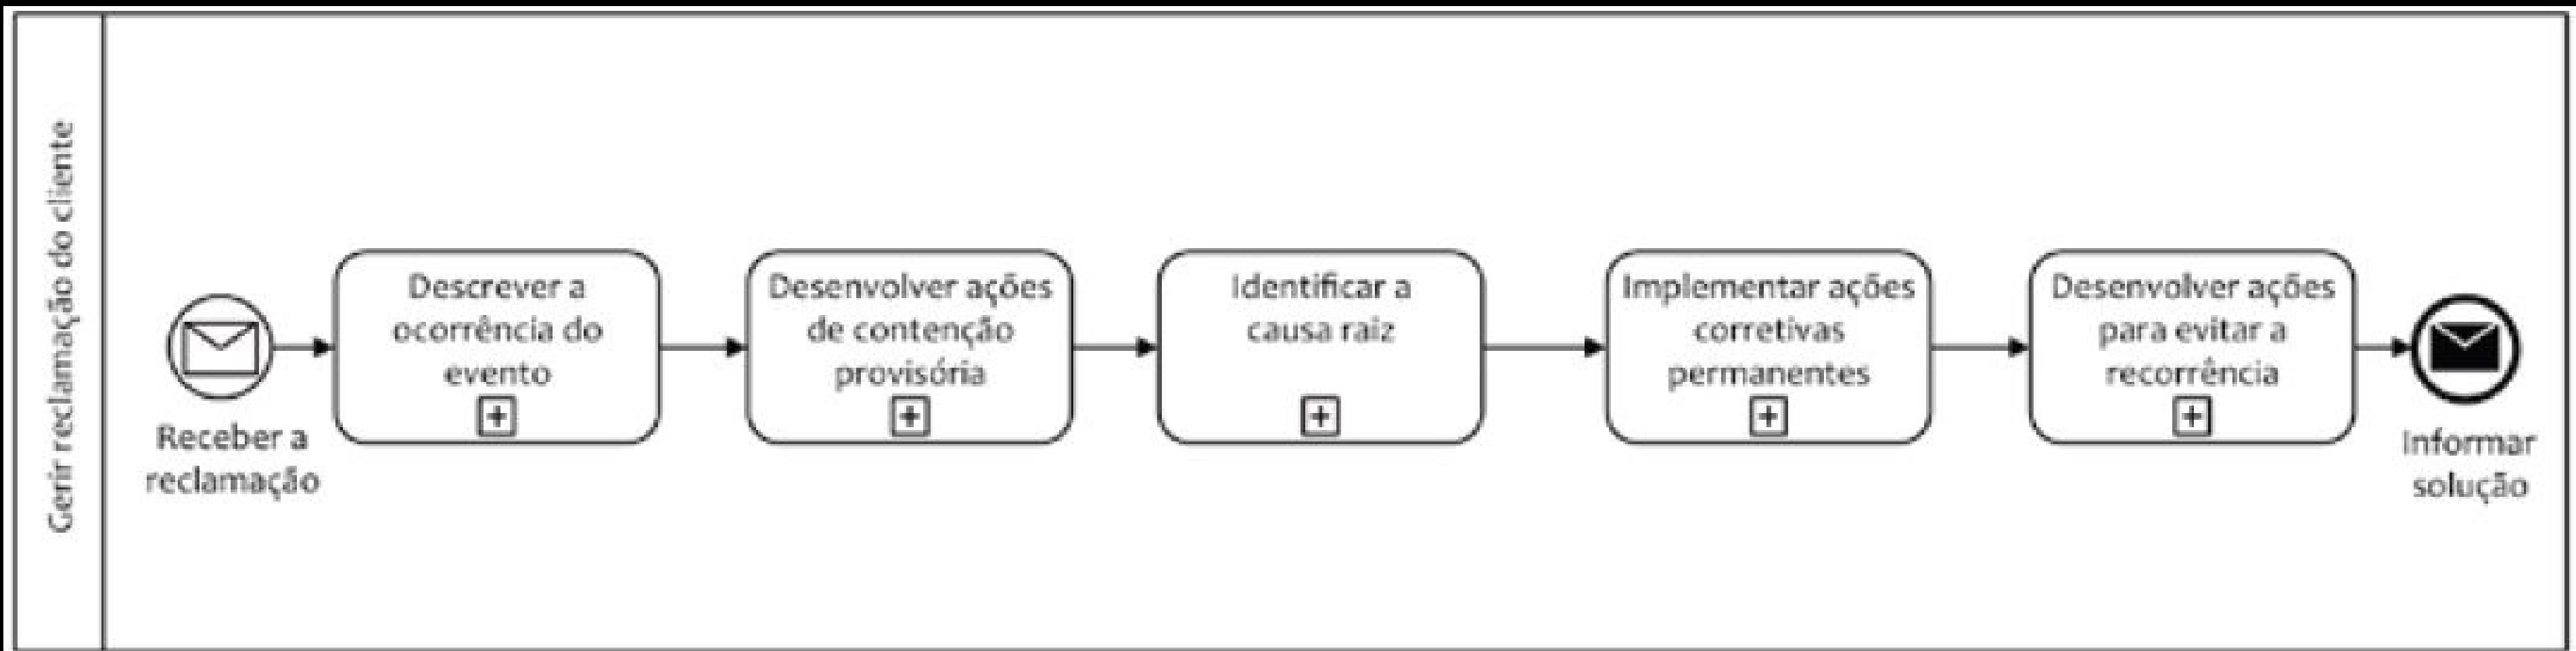 Gerir reclamação do cliente
Receber a
reclamação
Descrever a
ocorrência do
evento
Desenvolver ações
de contenção
provisória
Identificar a
causa raiz
Implementar ações
corretivas
permanentes
Desenvolver ações
para evitar a
recorrência
Informar
solução